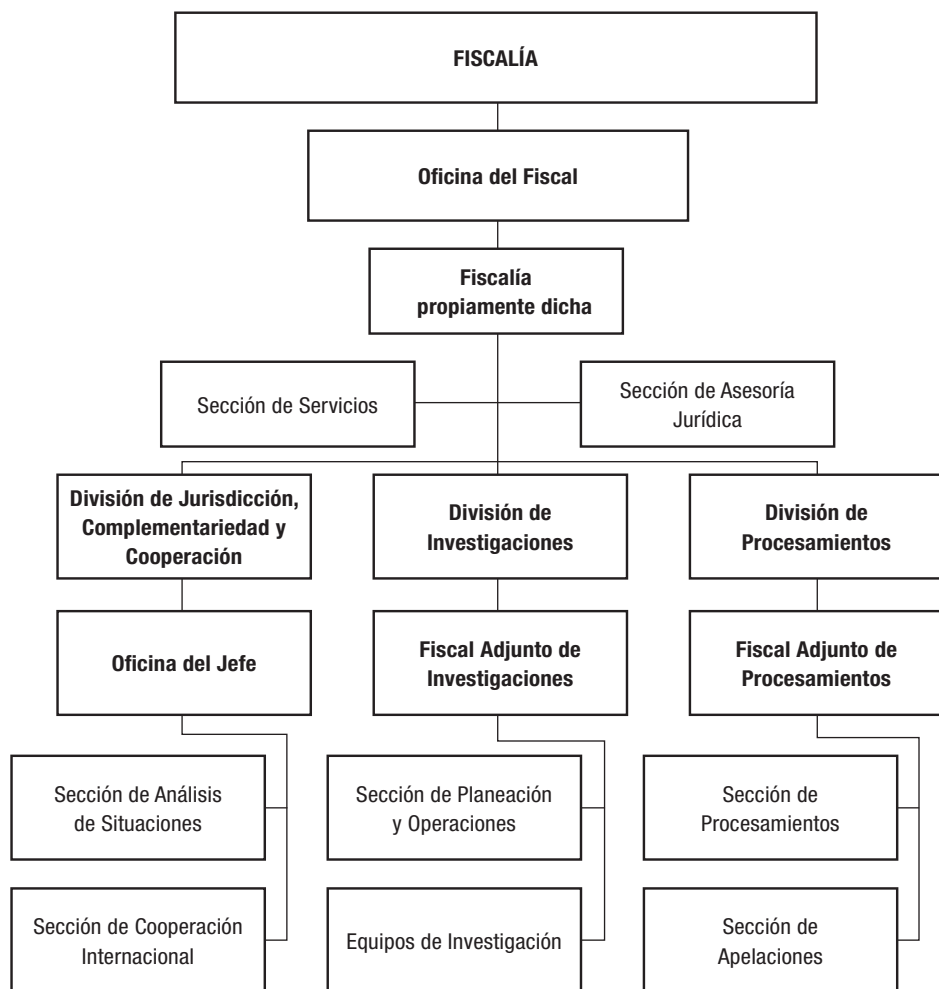 FISCALÍA
Oficina del Fiscal
Fiscalía
propiamente dicha
Sección de Servicios
Sección de Asesoría
Jurídica
División de Jurisdicción,
Complementariedad y
Cooperación
División de
Investigaciones
División de
Procesamientos
Oficina del Jefe
Fiscal Adjunto de
Investigaciones
Fiscal Adjunto de
Procesamientos
Sección de Análisis
de Situaciones
Sección de Planeación
y Operaciones
Sección de
Procesamientos
Sección de Cooperación
Internacional
Equipos de Investigación
Sección de
Apelaciones